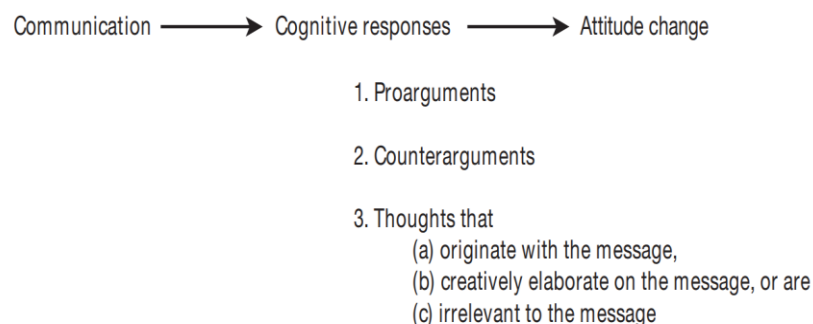 Communication Cognitive responses Attitude change
1. Proarguments
2. Counterarguments
3. Thoughts that
(a) originate with the message,
(b) creatively elaborate on the message, or are
(c) irrelevant to the message